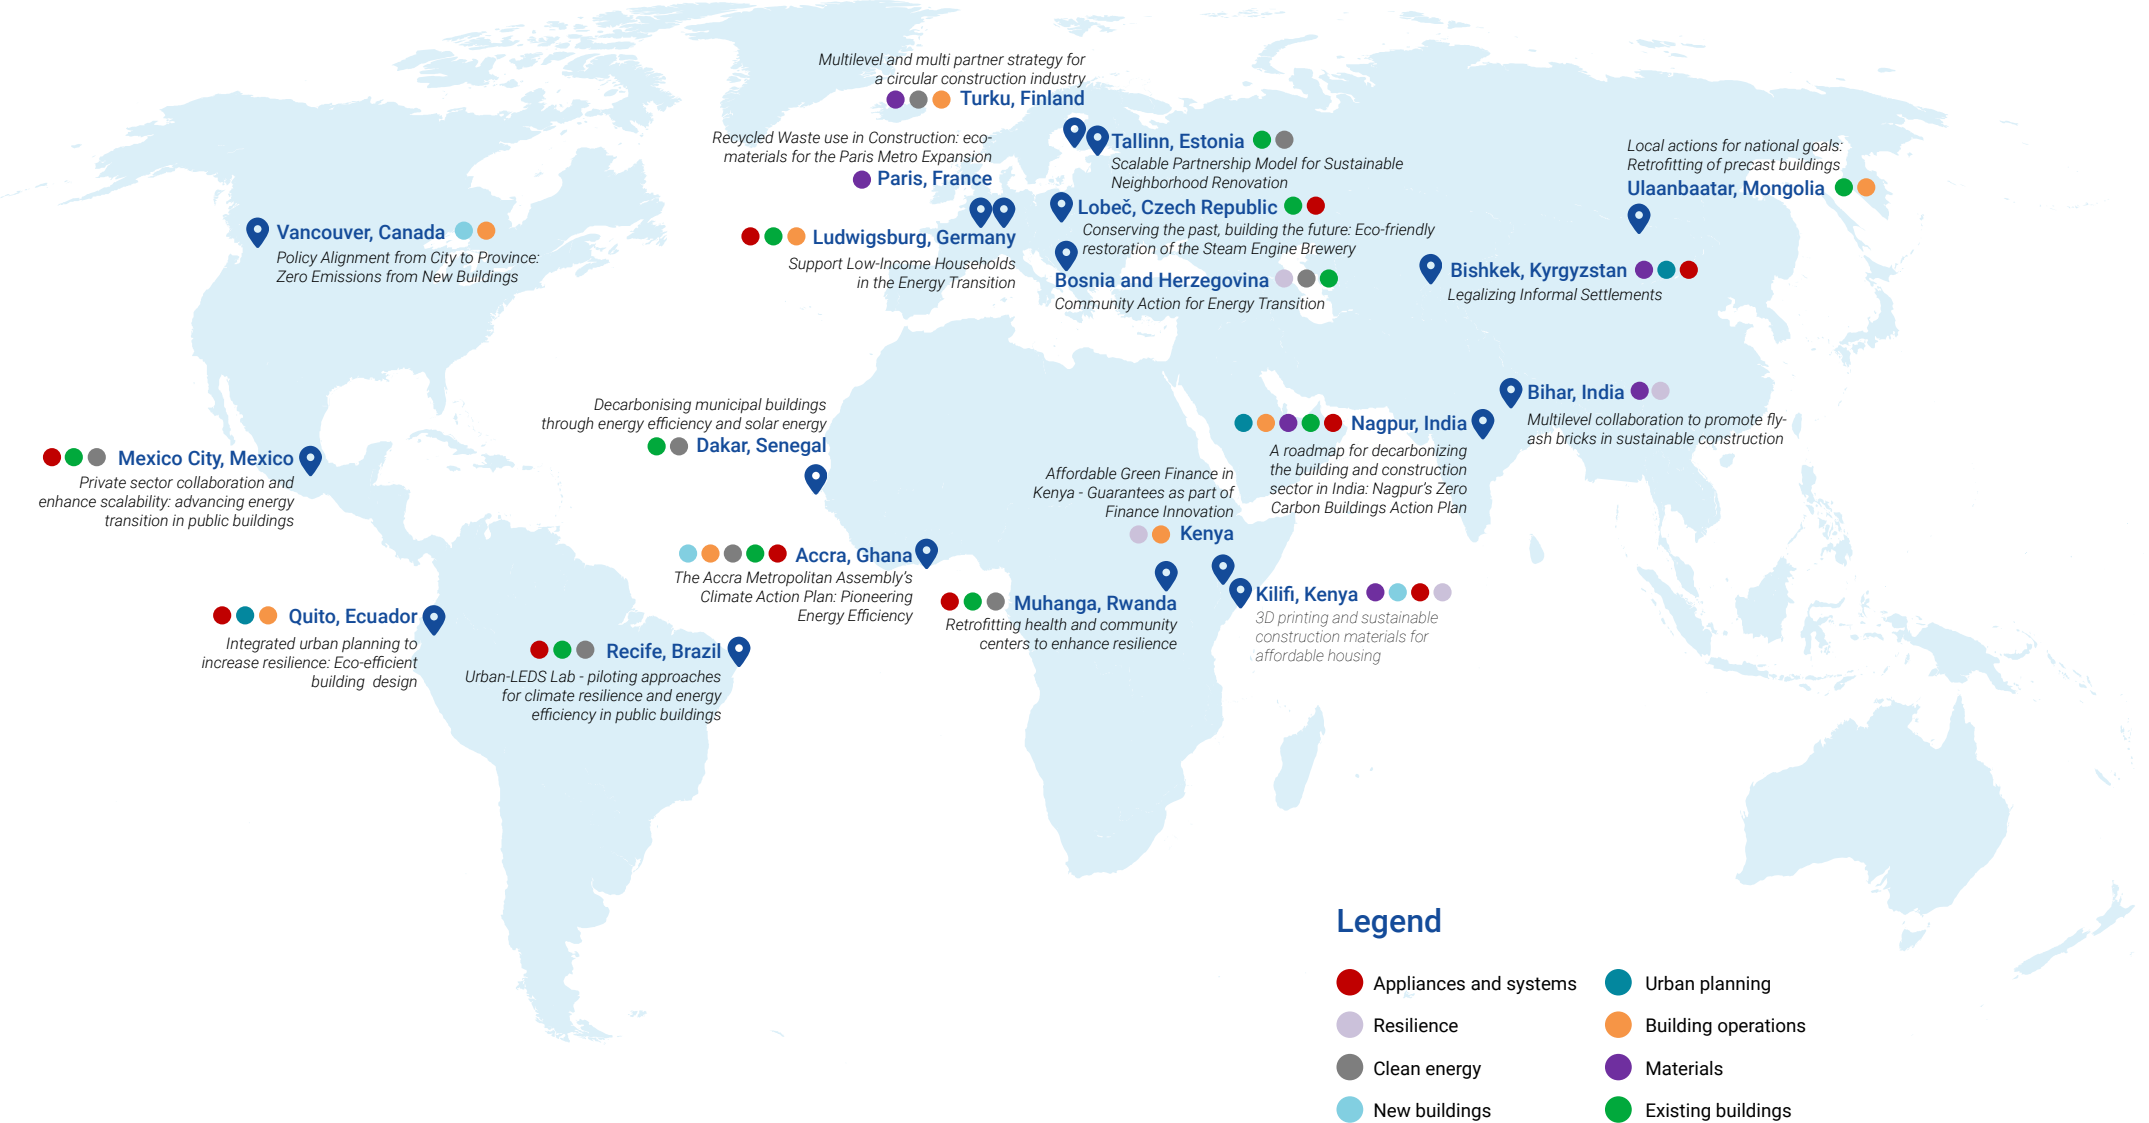 Multilevel and multi partner strategy for
a circular construction industry
Turku, Finland
Recycled Waste use in Construction: eco-
materials for the Paris Metro Expansion
Paris, France
Tallinn, Estonia
Scalable Partnership Model for Sustainable
Neighborhood Renovation
Local actions for national goals:
Retrofitting of precast buildings
Ulaanbaatar, Mongolia
Vancouver, Canada
Policy Alignment from City to Province:
Zero Emissions from New Buildings
Ludwigsburg, Germany
Support Low-Income Households
in the Energy Transition
Lobeč, Czech Republic
Conserving the past, building the future: Eco-friendly
restoration of the Steam Engine Brewery
Bosnia and Herzegovina
Community Action for Energy Transition
Bishkek, Kyrgyzstan
Legalizing Informal Settlements
Bihar, India
Multilevel collaboration to promote fly-
ash bricks in sustainable construction
Nagpur, India
A roadmap for decarbonizing
the building and construction
sector in India: Nagpur's Zero
Carbon Buildings Action Plan
Decarbonising municipal buildings
through energy efficiency and solar energy
Dakar, Senegal
Mexico City, Mexico
Private sector collaboration and
enhance scalability: advancing energy
transition in public buildings
Affordable Green Finance in
Kenya - Guarantees as part of
Finance Innovation
Kenya
Accra, Ghana
The Accra Metropolitan Assembly's
Climate Action Plan: Pioneering
Energy Efficiency
Muhanga, Rwanda
Retrofitting health and community
centers to enhance resilience
Kilifi, Kenya
3D printing and sustainable
construction materials for
affordable housing
Quito, Ecuador
Integrated urban planning to
increase resilience: Eco-efficient
building design
Recife, Brazil
Urban-LEDS Lab - piloting approaches
for climate resilience and energy
efficiency in public buildings
Legend
Appliances and systems
Resilience
Clean energy
New buildings
Urban planning
Building operations
Materials
Existing buildings